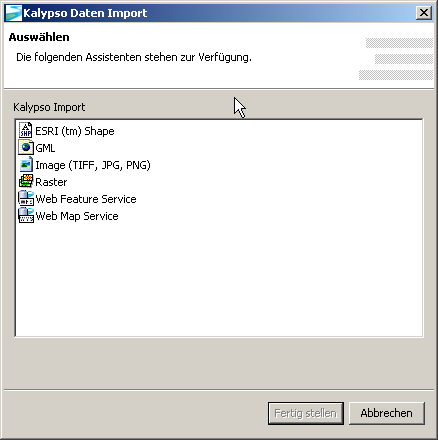 Kalypso Daten Import
Auswählen
Die folgenden Assistenten stehen zur Verfügung.
Kalypso Import
ESRI (tm) Shape
GML
Image (TIFF, JPG, PNG)
Raster
Web Feature Service
Web Map Service
Fertig stellen Abbrechen